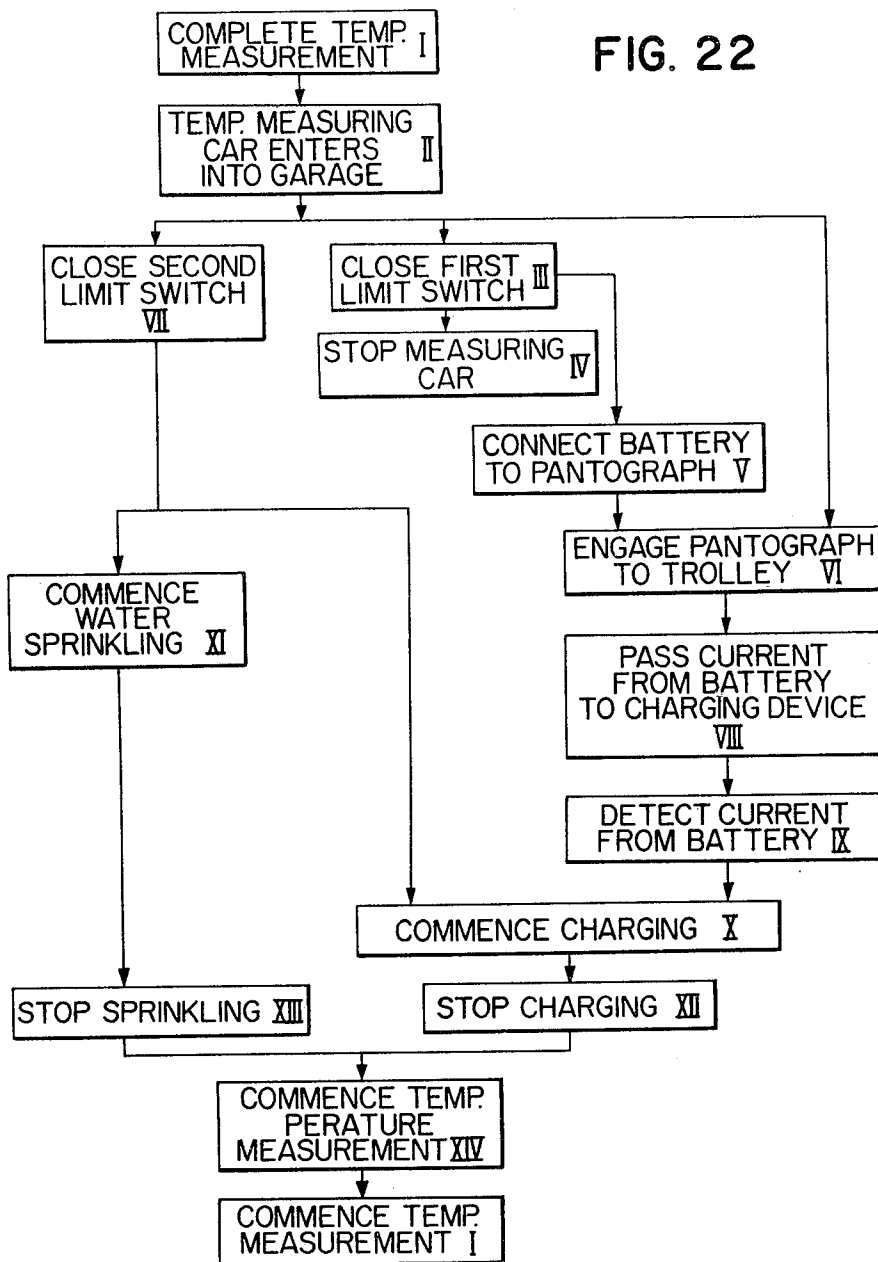 COMPLETE TEMP.
MEASUREMENT I
FIG. 22
TEMP. MEASURING
CAR ENTERS II
INTO GARAGE
CLOSE SECOND
LIMIT SWITCH
VII
CLOSE FIRST
LIMIT SWITCH III
STOP MEASURING
CAR IV
CONNECT BATTERY
TO PANTOGRAPH V
ENGAGE PANTOGRAPH
TO TROLLEY VI
COMMENCE
WATER
SPRINKLING XI
PASS CURRENT
FROM BATTERY
TO CHARGING DEVICE
VIII
DETECT CURRENT
FROM BATTERY IX
COMMENCE CHARGING X
STOP SPRINKLING XIII
STOP CHARGING XII
COMMENCE TEMP.
PERATURE
MEASUREMENT XIV
COMMENCE TEMP.
MEASUREMENT I